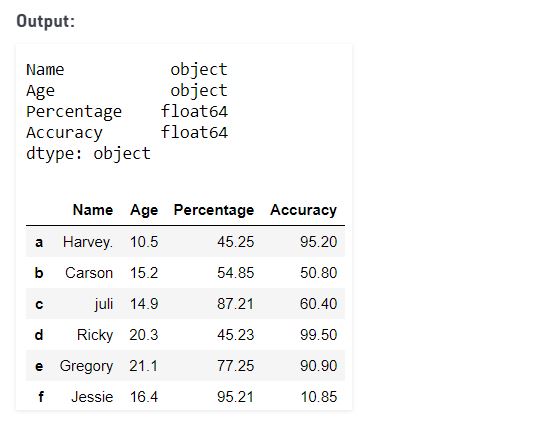 Output:
Name object
Age object
Percentage float64
Accuracy float64
dtype: object
Name Age Percentage Accuracy
a Harvey. 10.5 45.25 95.20
b Carson 15.2 54.85 50.80
c juli 14.9 87.21 60.40
d Ricky 20.3 45.23 99.50
e Gregory 21.1 77.25 90.90
f Jessie 16.4 95.21 10.85